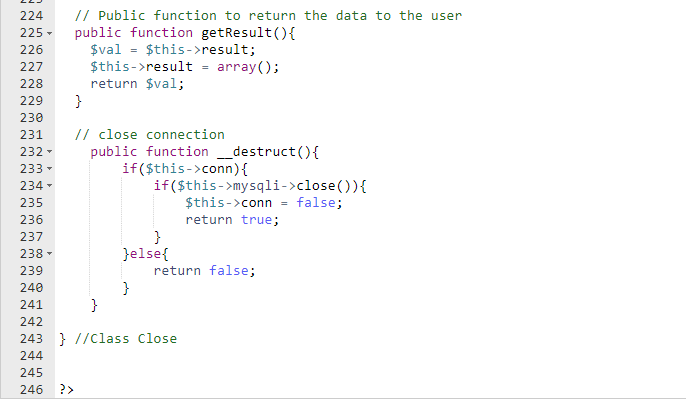 224 // Public function to return the data to the user
225 public function getResult(){
226 $val = $this->result;
227 $this->result = array();
228 return $val;
229 }
230
231 // close connection
232 public function __destruct(){
233 if($this->conn){
234 if($this->mysqli->close()){
235 $this->conn = false;
236 return true;
237 }
238 }else{
239 return false;
240 }
241 }
242
243 } //Class Close
244
245
246 ?>